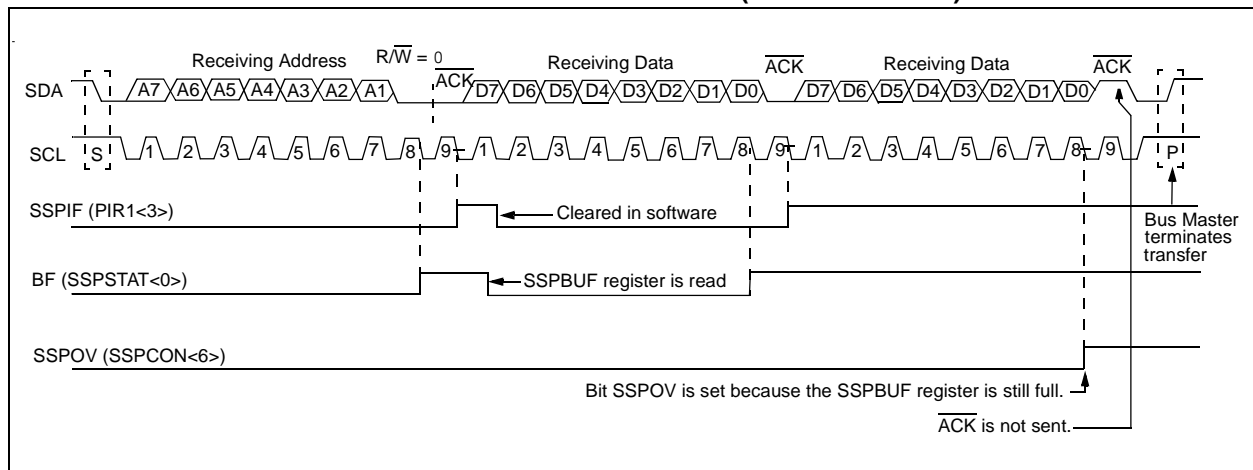 Receiving Address
R/W = 0
ACK
Receiving Data
ACK
Receiving Data
ACK
SDA
A7 A6 A5 A4 A3 A2 A1
D7 D6 D5 D4 D3 D2 D1 D0
D7 D6 D5 D4 D3 D2 D1 D0
SCL
S
1 2 3 4 5 6 7 8 9
1 2 3 4 5 6 7 8 9
1 2 3 4 5 6 7 8 9
P
SSPIF (PIR1<3>)
Cleared in software
Bus Master
terminates
transfer
BF (SSPSTAT<0>)
SSPBUF register is read
SSPOV (SSPCON<6>)
Bit SSPOV is set because the SSPBUF register is still full.
ACK is not sent.